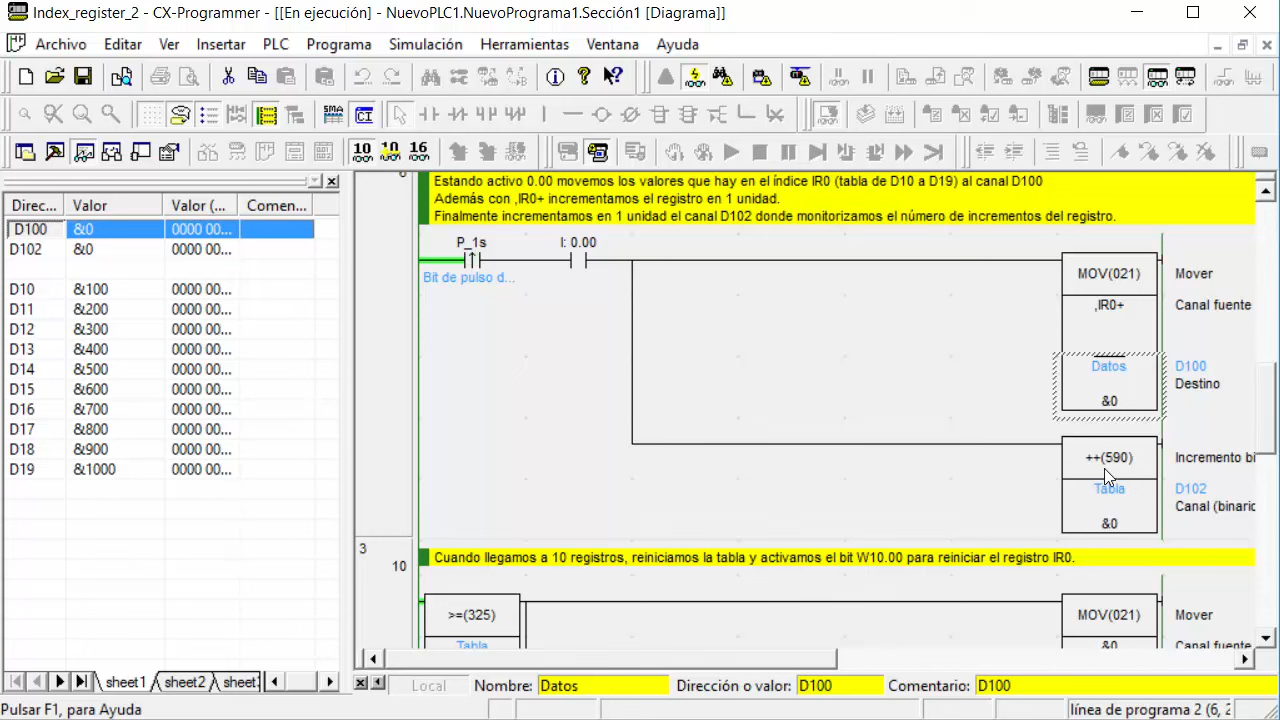 Index_register_2 - CX-Programmer - [[En ejecución] - NuevoPLC1.NuevoPrograma1.Sección1 [Diagrama]]
Archivo Editar Ver Insertar PLC Programa Simulación Herramientas Ventana Ayuda
SMA CI
10 10 16
Direc... Valor Valor (... Comen...
D100 &0 0000 00...
D102 &0 0000 00...
D10 &100 0000 00...
D11 &200 0000 00...
D12 &300 0000 00...
D13 &400 0000 00...
D14 &500 0000 00...
D15 &600 0000 00...
D16 &700 0000 00...
D17 &800 0000 00...
D18 &900 0000 00...
D19 &1000 0000 00...
sheet1 sheet2 sheet
6
Estando activo 0.00 movemos los valores que hay en el índice IR0 (tabla de D10 a D19) al canal D100
Además con ,IR0+ incrementamos el registro en 1 unidad.
Finalmente incrementamos en 1 unidad el canal D102 donde monitorizamos el número de incrementos del registro.
P_1s I: 0.00
Bit de pulso d...
MOV(021) Mover
,IR0+ Canal fuente
Datos D100
Destino
&0
++(590) Incremento bi
Tabla D102
Canal (binario
&0
3
10
Cuando llegamos a 10 registros, reiniciamos la tabla y activamos el bit W10.00 para reiniciar el registro IR0.
>=(325) MOV(021) Mover
Tabla &0 Canal fuente
Local Nombre: Datos Dirección o valor: D100 Comentario: D100
Pulsar F1, para Ayuda línea de programa 2 (6, 2